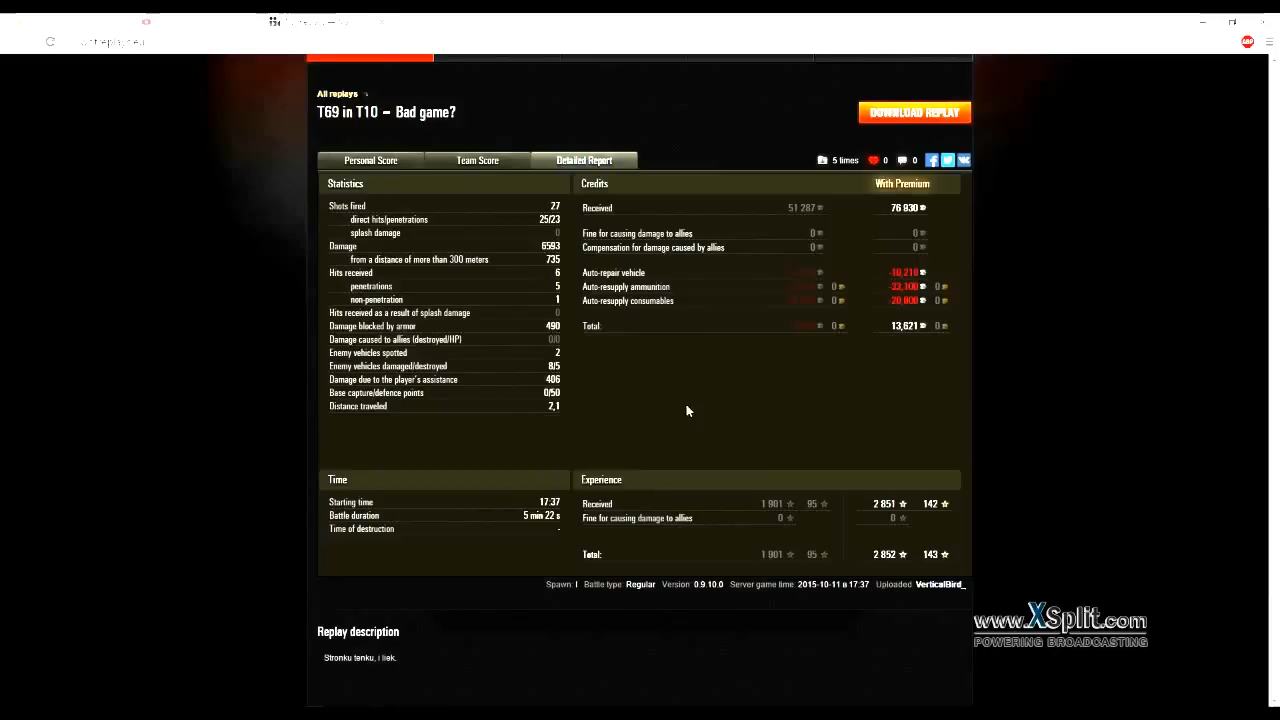 All replays
T69 in T10 – Bad game?
DOWNLOAD REPLAY
Personal Score Team Score Detailed Report 5 times 0 0
Statistics Credits With Premium
Shots fired 27 Received 51 287 76 930
direct hits/penetrations 25/23
splash damage 0 Fine for causing damage to allies 0 0
Damage 6593 Compensation for damage caused by allies 0 0
from a distance of more than 300 meters 735
Hits received 6 Auto-repair vehicle -10,210
penetrations 5 Auto-resupply ammunition 0 -33,100 0
non-penetration 1 Auto-resupply consumables 0 -20,000 0
Hits received as a result of splash damage 0
Damage blocked by armor 490 Total: 0 13,621 0
Damage caused to allies (destroyed/HP) 0/0
Enemy vehicles spotted 2
Enemy vehicles damaged/destroyed 8/5
Damage due to the player's assistance 406
Base capture/defence points 0/50
Distance traveled 2,1
Time Experience
Starting time 17:37 Received 1 901 95 2 851 142
Battle duration 5 min 22 s Fine for causing damage to allies 0 0
Time of destruction -
Total: 1 901 95 2 852 143
Spawn: I Battle type: Regular Version 0.9.10.0 Server game time: 2015-10-11 в 17:37 Uploaded VerticalBird_
www.XSplit.com
POWERING BROADCASTING
Replay description
Stronku tenku, i liek.